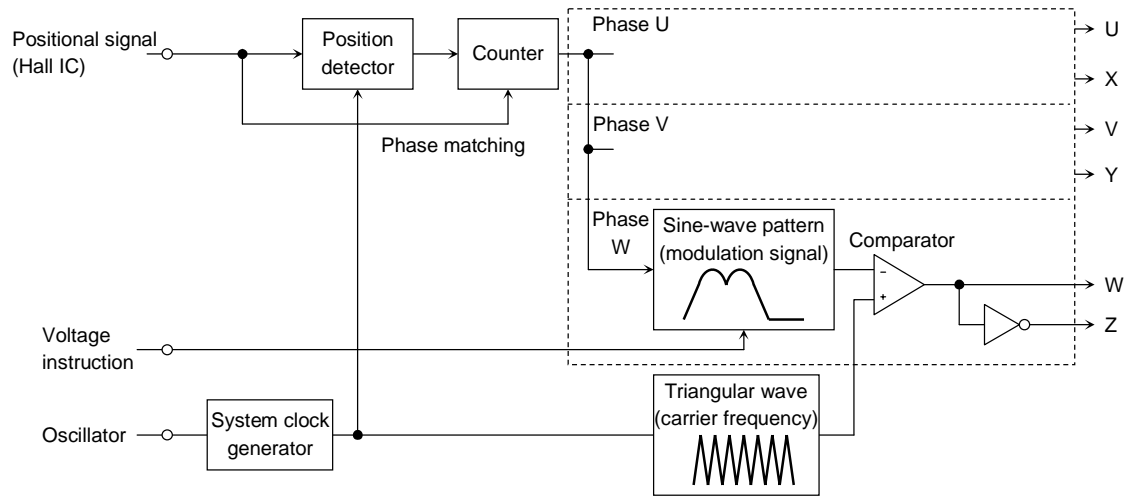 Phase U
U
Positional signal
(Hall IC)
Position
detector
Counter
X
Phase matching
Phase V
V
Y
Phase
W
Sine-wave pattern
(modulation signal)
Comparator
−
+
W
Z
Voltage
instruction
Triangular wave
(carrier frequency)
Oscillator
System clock
generator